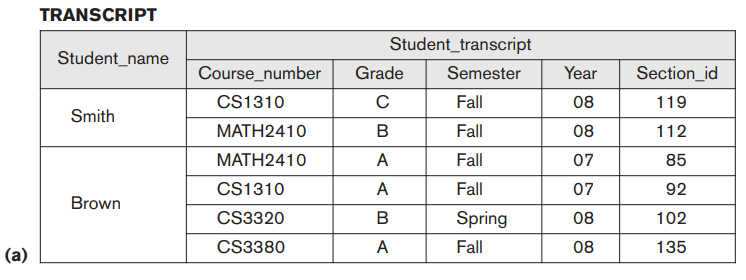 TRANSCRIPT
Student_name Student_transcript
Course_number Grade Semester Year Section_id
Smith CS1310 C Fall 08 119
MATH2410 B Fall 08 112
Brown MATH2410 A Fall 07 85
CS1310 A Fall 07 92
CS3320 B Spring 08 102
CS3380 A Fall 08 135
(a)